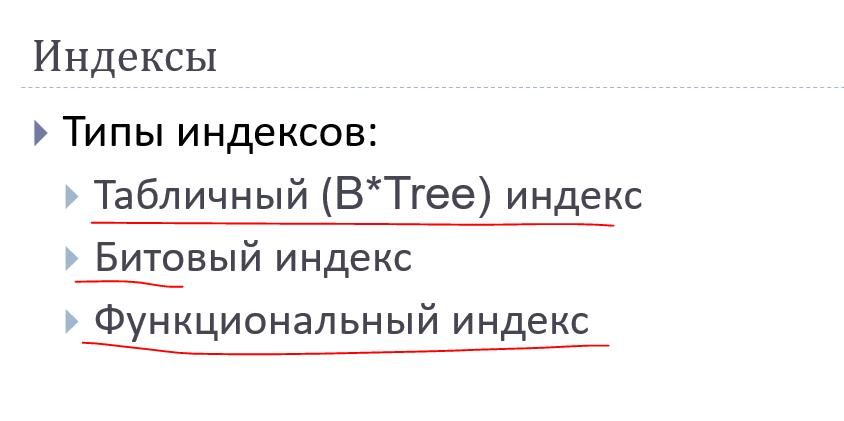 Индексы
Типы индексов:
Табличный (B*Tree) индекс
Битовый индекс
Функциональный индекс